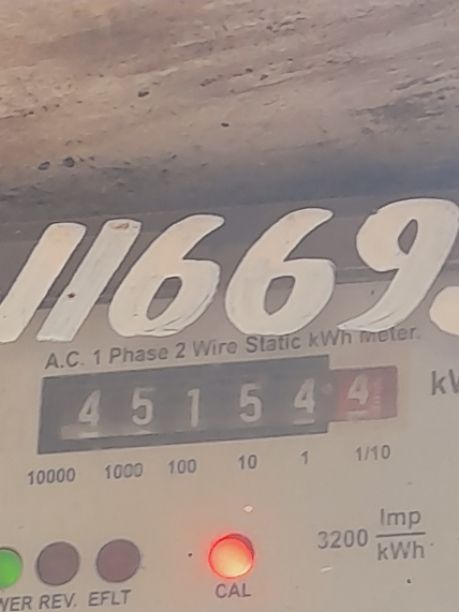 11669
A.C. 1 Phase 2 Wire Static kWh Meter.
4 5 1 5 4 4
10000 1000 100 10 1 1/10
3200 Imp/kWh
REV. EFLT CAL